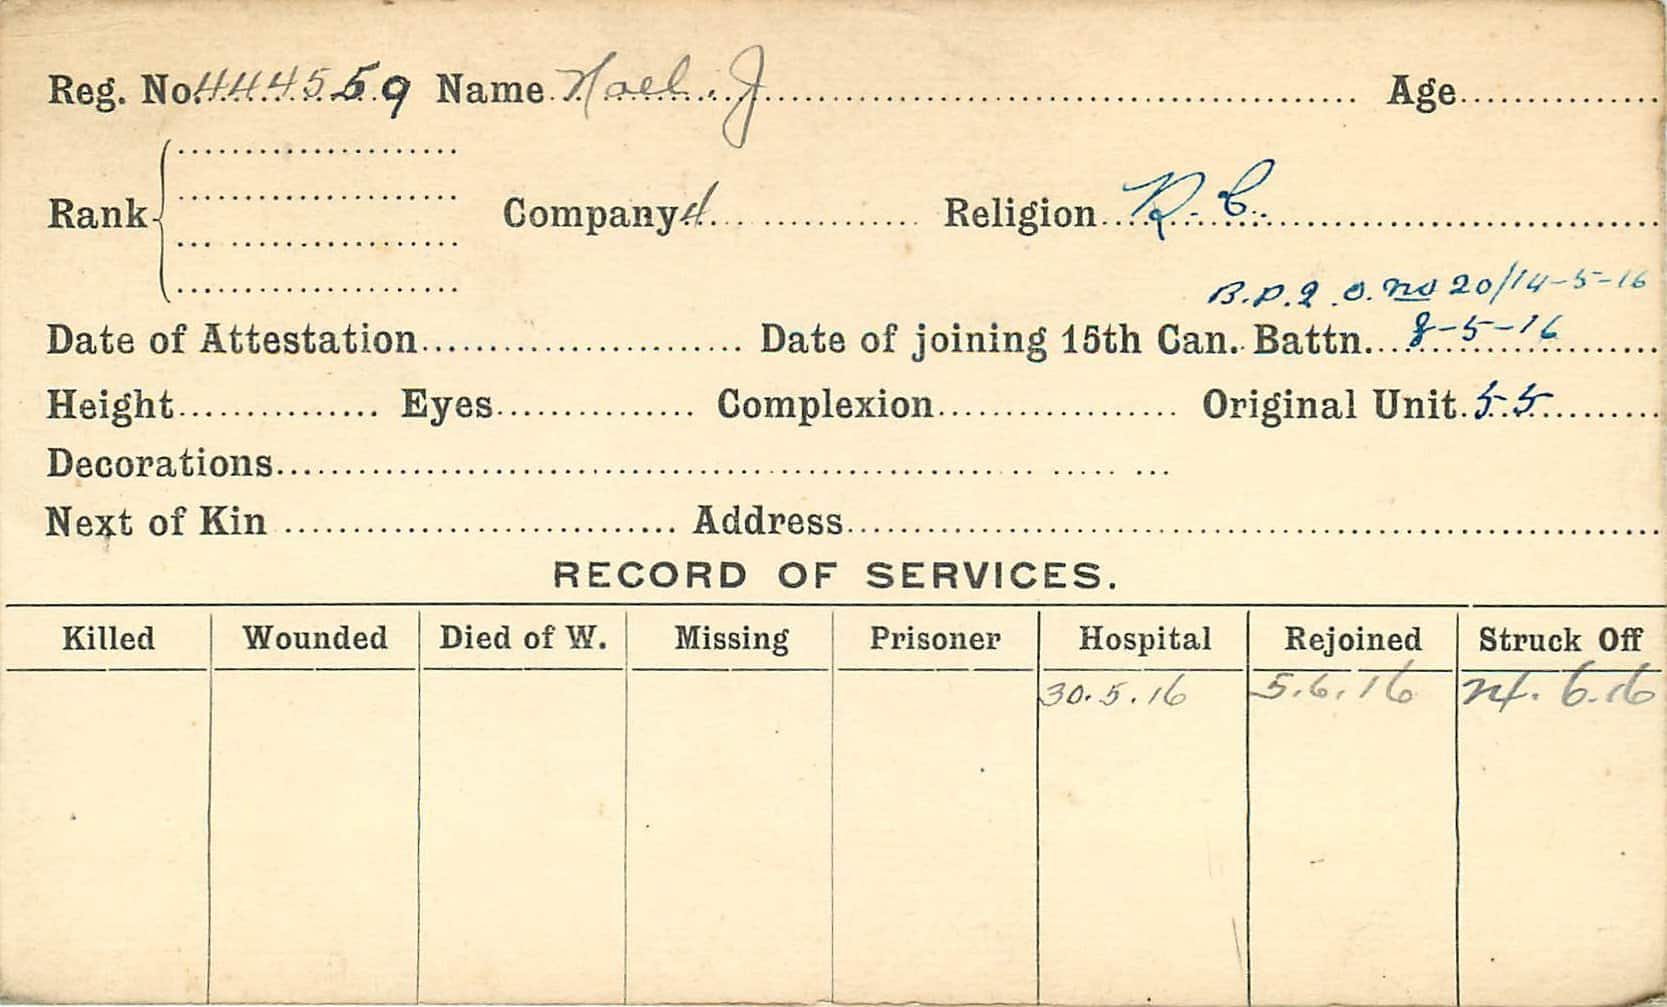 Reg. No. 444559 Name Noel. J Age
Rank Company 4 Religion R. C.
B.P.2.O. no 20/14-5-16
Date of Attestation Date of joining 15th Can. Battn. 8-5-16
Height Eyes Complexion Original Unit 55
Decorations
Next of Kin Address
RECORD OF SERVICES.
Killed Wounded Died of W. Missing Prisoner Hospital Rejoined Struck Off
30.5.16 5.6.16 24.6.16